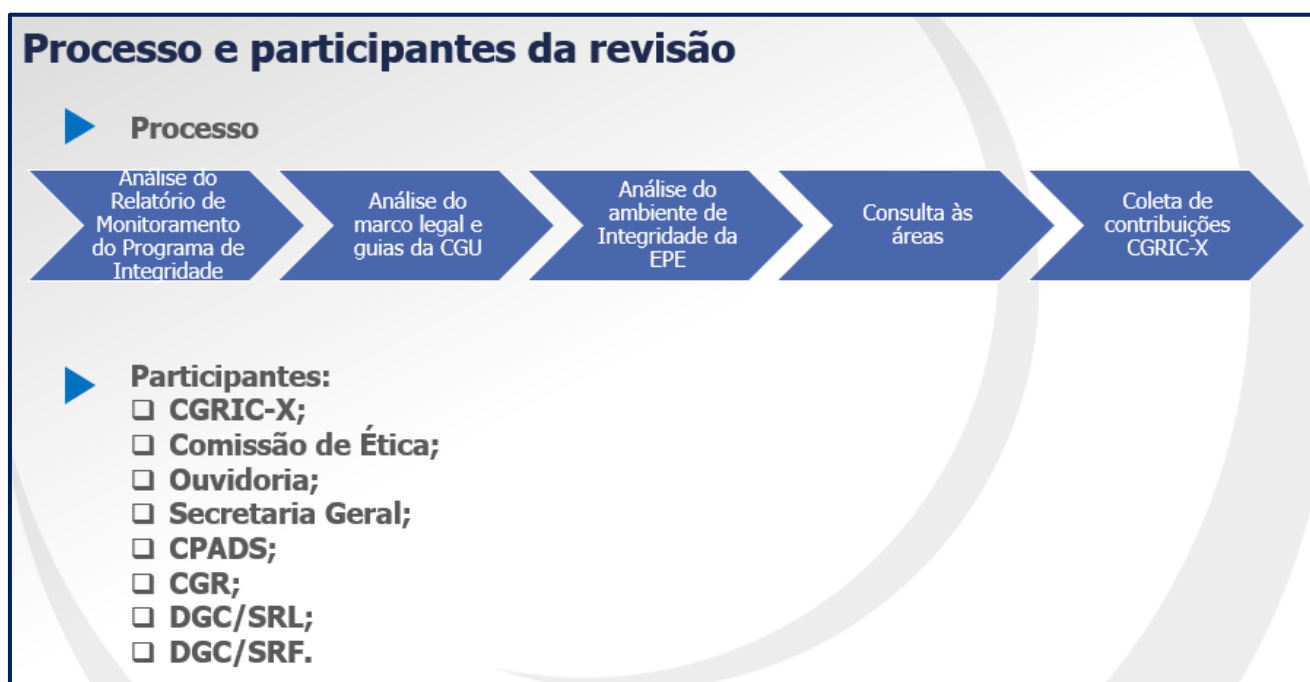 Processo e participantes da revisão
Processo
Análise do
Relatório de
Monitoramento
do Programa de
Integridade
Análise do
marco legal e
guias da CGU
Análise do
ambiente de
Integridade da
EPE
Consulta às
áreas
Coleta de
contribuições
CGRIC-X
Participantes:
CGRIC-X;
Comissão de Ética;
Ouvidoria;
Secretaria Geral;
CPADS;
CGR;
DGC/SRL;
DGC/SRF.